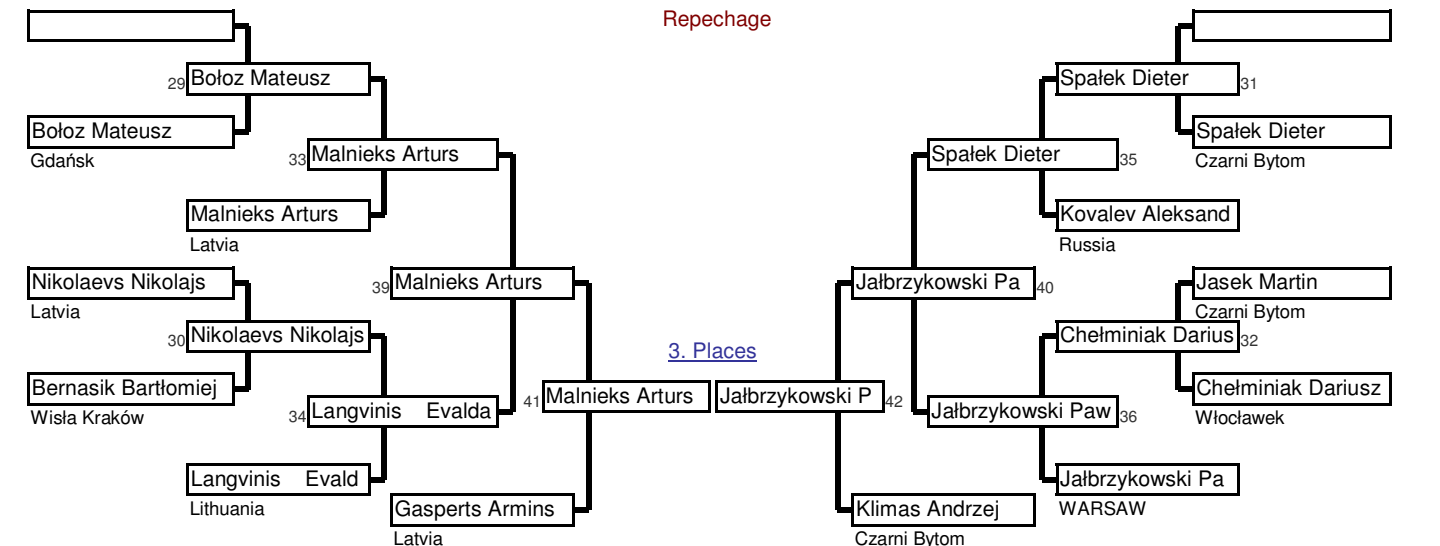 Repechage
29 Bołoz Mateusz
Spałek Dieter 31
Bołoz Mateusz
Gdańsk
Spałek Dieter
Czarni Bytom
33 Malnieks Arturs
Spałek Dieter 35
Malnieks Arturs
Latvia
Kovalev Aleksand
Russia
Nikolaevs Nikolajs
Latvia
39 Malnieks Arturs
Jałbrzykowski Pa 40
Jasek Martin
Czarni Bytom
30 Nikolaevs Nikolajs
Chełminiak Darius 32
3. Places
Bernasik Bartłomiej
Wisła Kraków
41 Malnieks Arturs
Jałbrzykowski P 42
Chełminiak Dariusz
Włocławek
34 Langvinis Evalda
Jałbrzykowski Paw 36
Langvinis Evald
Lithuania
Jałbrzykowski Pa
WARSAW
Gasperts Armins
Latvia
Klimas Andrzej
Czarni Bytom